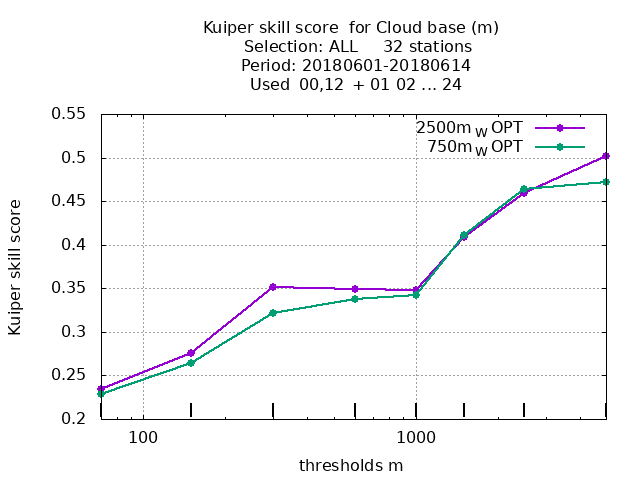 Kuiper skill score  for Cloud base (m)
Selection: ALL     32 stations
Period: 20180601-20180614
Used  00,12  + 01 02 ... 24
2500m W OPT
750m W OPT
0.55
0.5
0.45
0.4
0.35
0.3
0.25
0.2
Kuiper skill score
100
1000
thresholds m